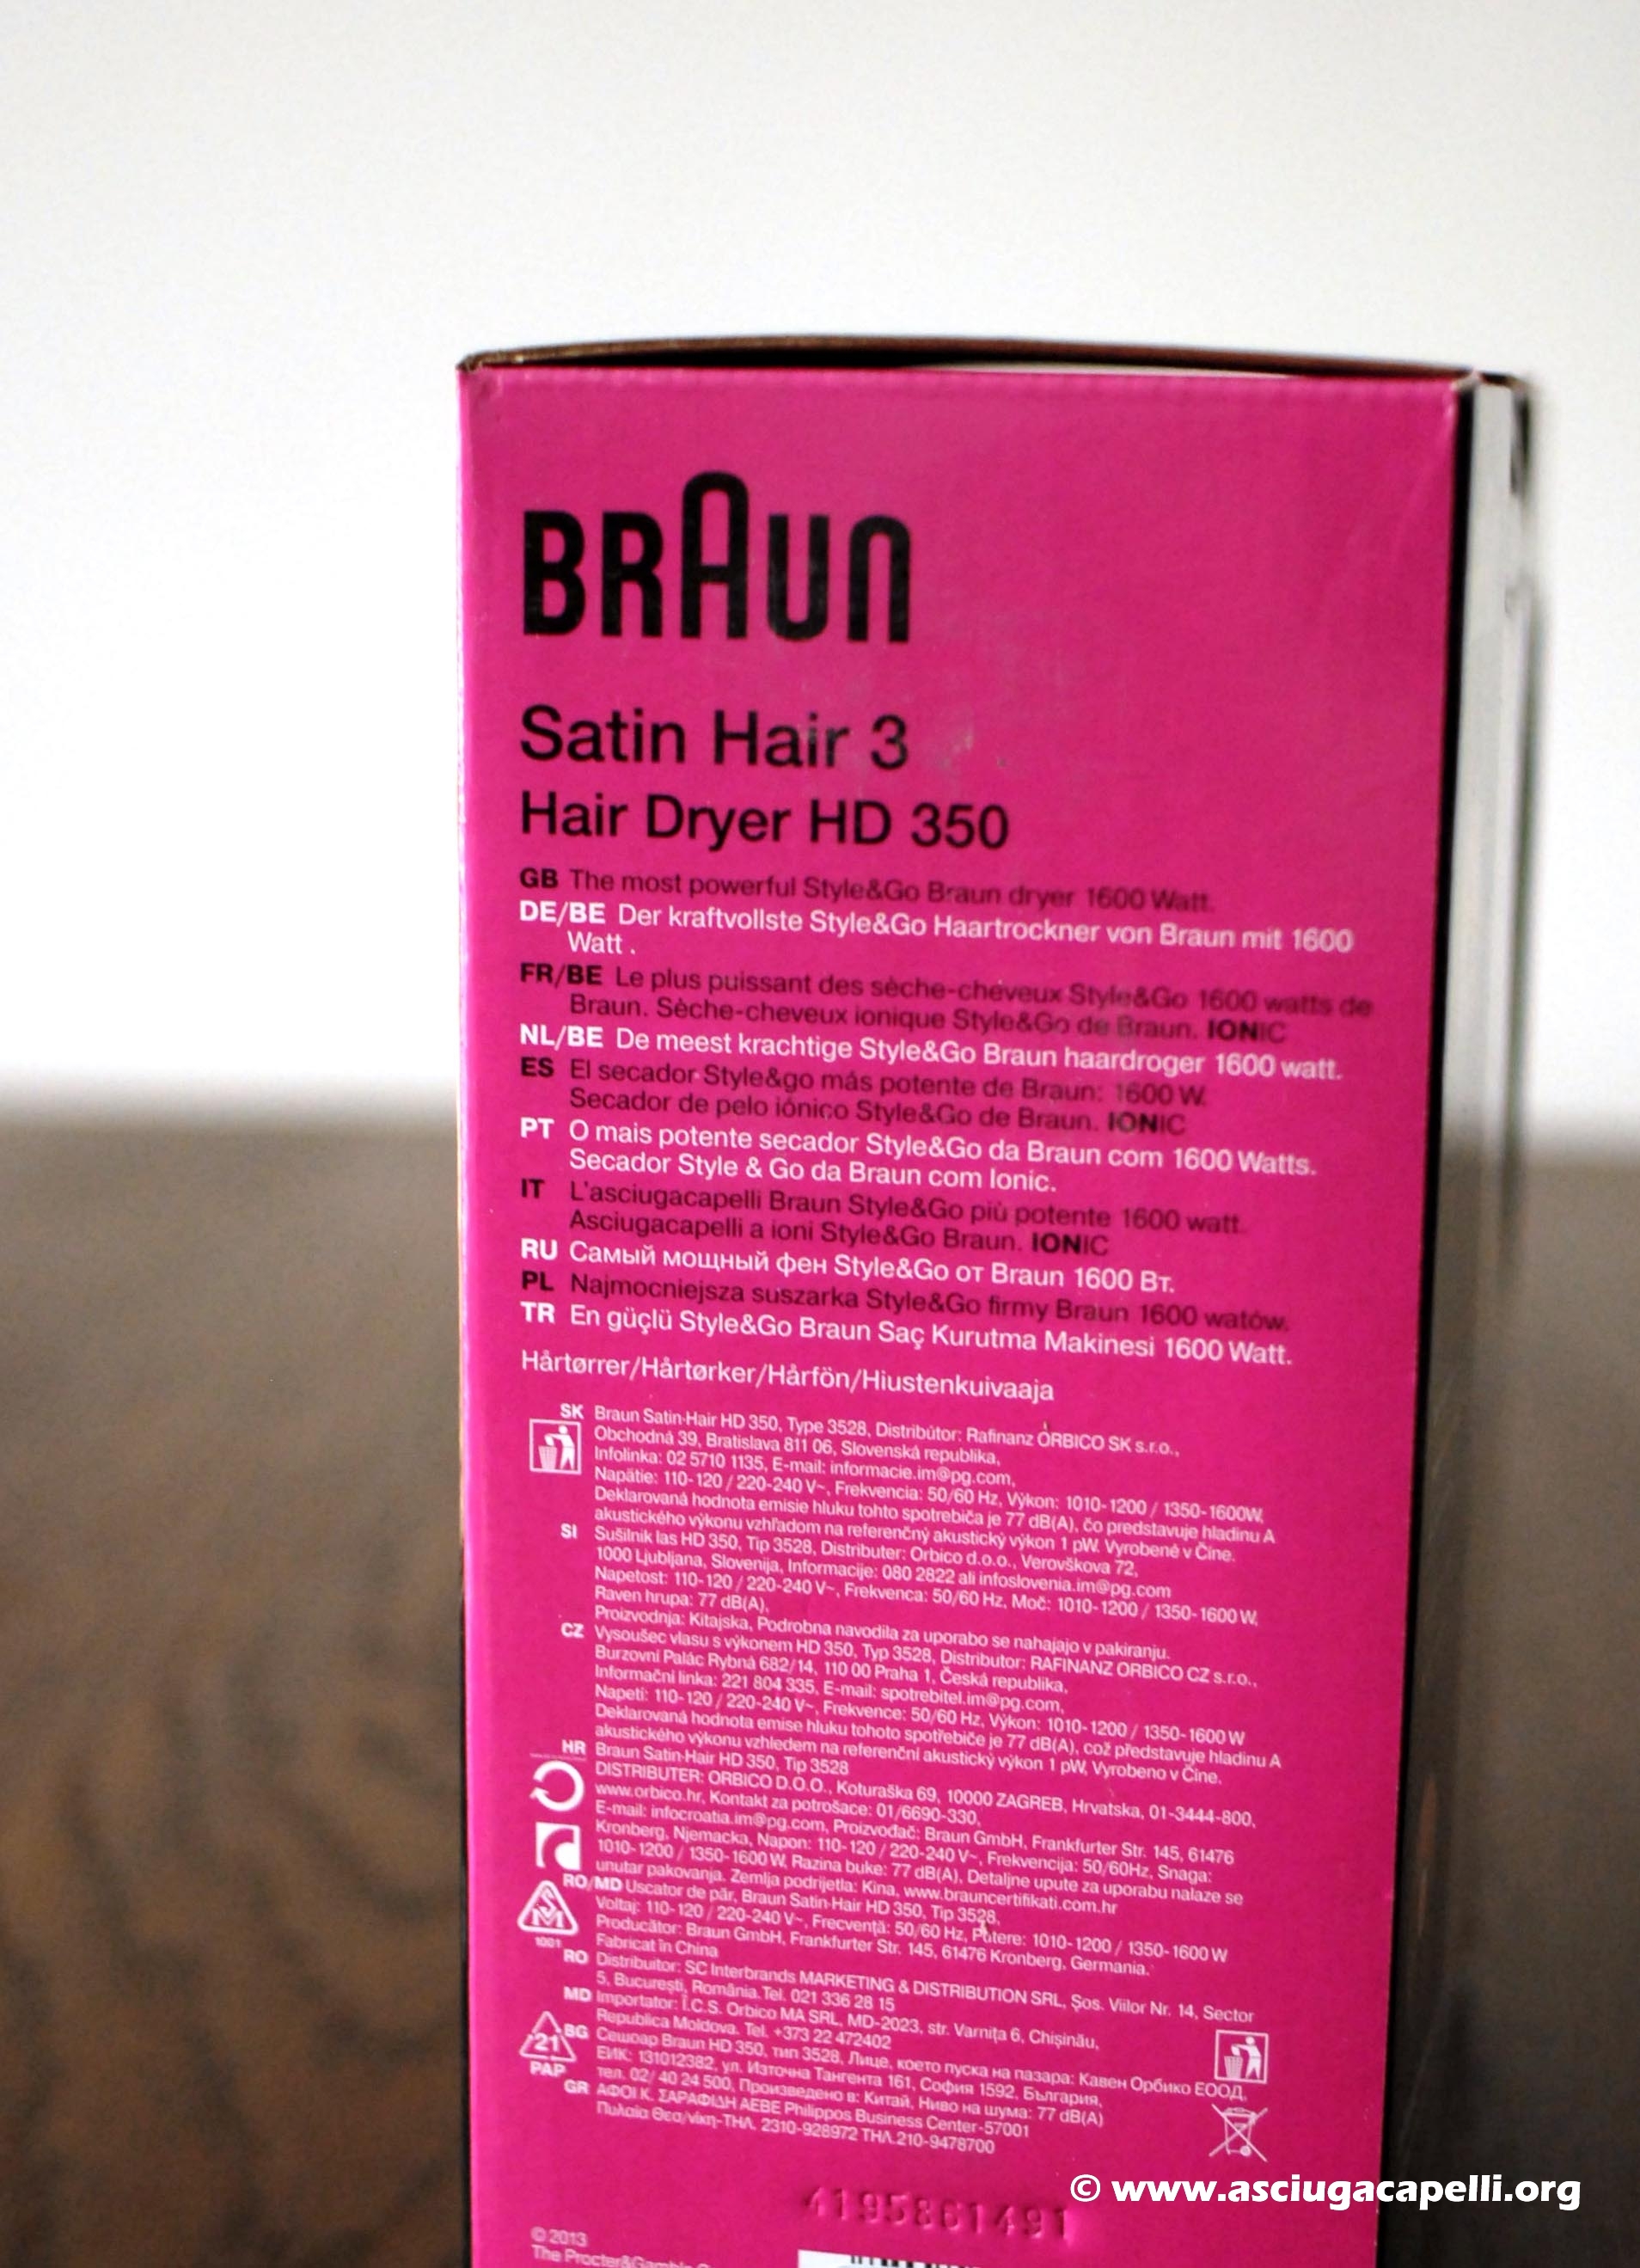 BRAUN
Satin Hair 3
Hair Dryer HD 350
GB The most powerful Style&Go Braun dryer 1600 Watt.
DE/BE Der kraftvollste Style&Go Haartrockner von Braun mit 1600
Watt .
FR/BE Le plus puissant des sèche-cheveux Style&Go 1600 watts de
Braun. Sèche-cheveux ionique Style&Go de Braun. IONIC
NL/BE De meest krachtige Style&Go Braun haardroger 1600 watt.
ES El secador Style&go más potente de Braun: 1600 W.
Secador de pelo iónico Style&Go de Braun. IONIC
PT O mais potente secador Style&Go da Braun com 1600 Watts.
Secador Style & Go da Braun com Ionic.
IT L'asciugacapelli Braun Style&Go più potente 1600 watt.
Asciugacapelli a ioni Style&Go Braun. IONIC
RU Самый мощный фен Style&Go от Braun 1600 Вт.
PL Najmocniejsza suszarka Style&Go firmy Braun 1600 watów.
TR En güçlü Style&Go Braun Saç Kurutma Makinesi 1600 Watt.
Hårtørrer/Hårtørker/Hårfön/Hiustenkuivaaja
SK Braun Satin-Hair HD 350, Type 3528, Distribútor: Rafinanz ORBICO SK s.r.o.,
Obchodná 39, Bratislava 811 06, Slovenská republika,
Infolinka: 02 5710 1135, E-mail: informacie.im@pg.com,
Napätie: 110-120 / 220-240 V~, Frekvencia: 50/60 Hz, Výkon: 1010-1200 / 1350-1600W,
Deklarovaná hodnota emisie hluku tohto spotrebiča je 77 dB(A), čo predstavuje hladinu A
akustického výkonu vzhľadom na referenčný akustický výkon 1 pW. Vyrobené v Číne.
SI Sušilnik las HD 350, Tip 3528, Distributer: Orbico d.o.o., Verovškova 72,
1000 Ljubljana, Slovenija, Informacije: 080 2822 ali infoslovenia.im@pg.com
Napetost: 110-120 / 220-240 V~, Frekvenca: 50/60 Hz, Moč: 1010-1200 / 1350-1600 W,
Raven hrupa: 77 dB(A),
Proizvodnja: Kitajska, Podrobna navodila za uporabo se nahajajo v pakiranju.
CZ Vysoušec vlasu s výkonem HD 350, Typ 3528, Distributor: RAFINANZ ORBICO CZ s.r.o.,
Burzovní Palác Rybná 682/14, 110 00 Praha 1, Česká republika,
Informační linka: 221 804 335, E-mail: spotrebitel.im@pg.com,
Napetí: 110-120 / 220-240 V~, Frekvence: 50/60 Hz, Výkon: 1010-1200 / 1350-1600 W
Deklarovaná hodnota emise hluku tohoto spotřebiče je 77 dB(A), což představuje hladinu A
akustického výkonu vzhledem na referenční akustický výkon 1 pW, Vyrobeno v Číne.
HR Braun Satin-Hair HD 350, Tip 3528
DISTRIBUTER: ORBICO D.O.O., Koturaška 69, 10000 ZAGREB, Hrvatska, 01-3444-800,
www.orbico.hr, Kontakt za potrošace: 01/6690-330,
E-mail: infocroatia.im@pg.com, Proizvođač: Braun GmbH, Frankfurter Str. 145, 61476
Kronberg, Njemacka, Napon: 110-120 / 220-240 V~, Frekvencija: 50/60Hz, Snaga:
1010-1200 / 1350-1600 W, Razina buke: 77 dB(A), Detaljne upute za uporabu nalaze se
unutar pakovanja. Zemlja podrijetla: Kina, www.brauncertifikati.com.hr
RO/MD Uscator de păr, Braun Satin-Hair HD 350, Tip 3528,
Voltaj: 110-120 / 220-240 V~, Frecvență: 50/60 Hz, Putere: 1010-1200 / 1350-1600 W
Producător: Braun GmbH, Frankfurter Str. 145, 61476 Kronberg, Germania.
Fabricat în China
1001
RO Distribuitor: SC Interbrands MARKETING & DISTRIBUTION SRL, Şos. Viilor Nr. 14, Sector
5, Bucureşti, România. Tel. 021 336 28 15
MD Importator: Î.C.S. Orbico MA SRL, MD-2023, str. Varnița 6, Chişinău,
Republica Moldova. Tel. +373 22 472402
BG Сешоар Braun HD 350, тип 3528, Лице, което пуска на пазара: Кавен Орбико ЕООД,
ЕИК: 131012382, ул. Източна Тангента 161, София 1592, България,
тел. 02/ 40 24 500, Произведено в: Китай, Ниво на шума: 77 dB(A)
21
PAP
GR ΑΦΟΙ Κ. ΣΑΡΑΦΙΔΗ ΑΕΒΕ Philippos Business Center-57001
Πυλαία Θεσ/νίκη-ΤΗΛ. 2310-928972 ΤΗΛ.210-9478700
4195861491
© 2013
The Procter&Gamble
© www.asciugacapelli.org